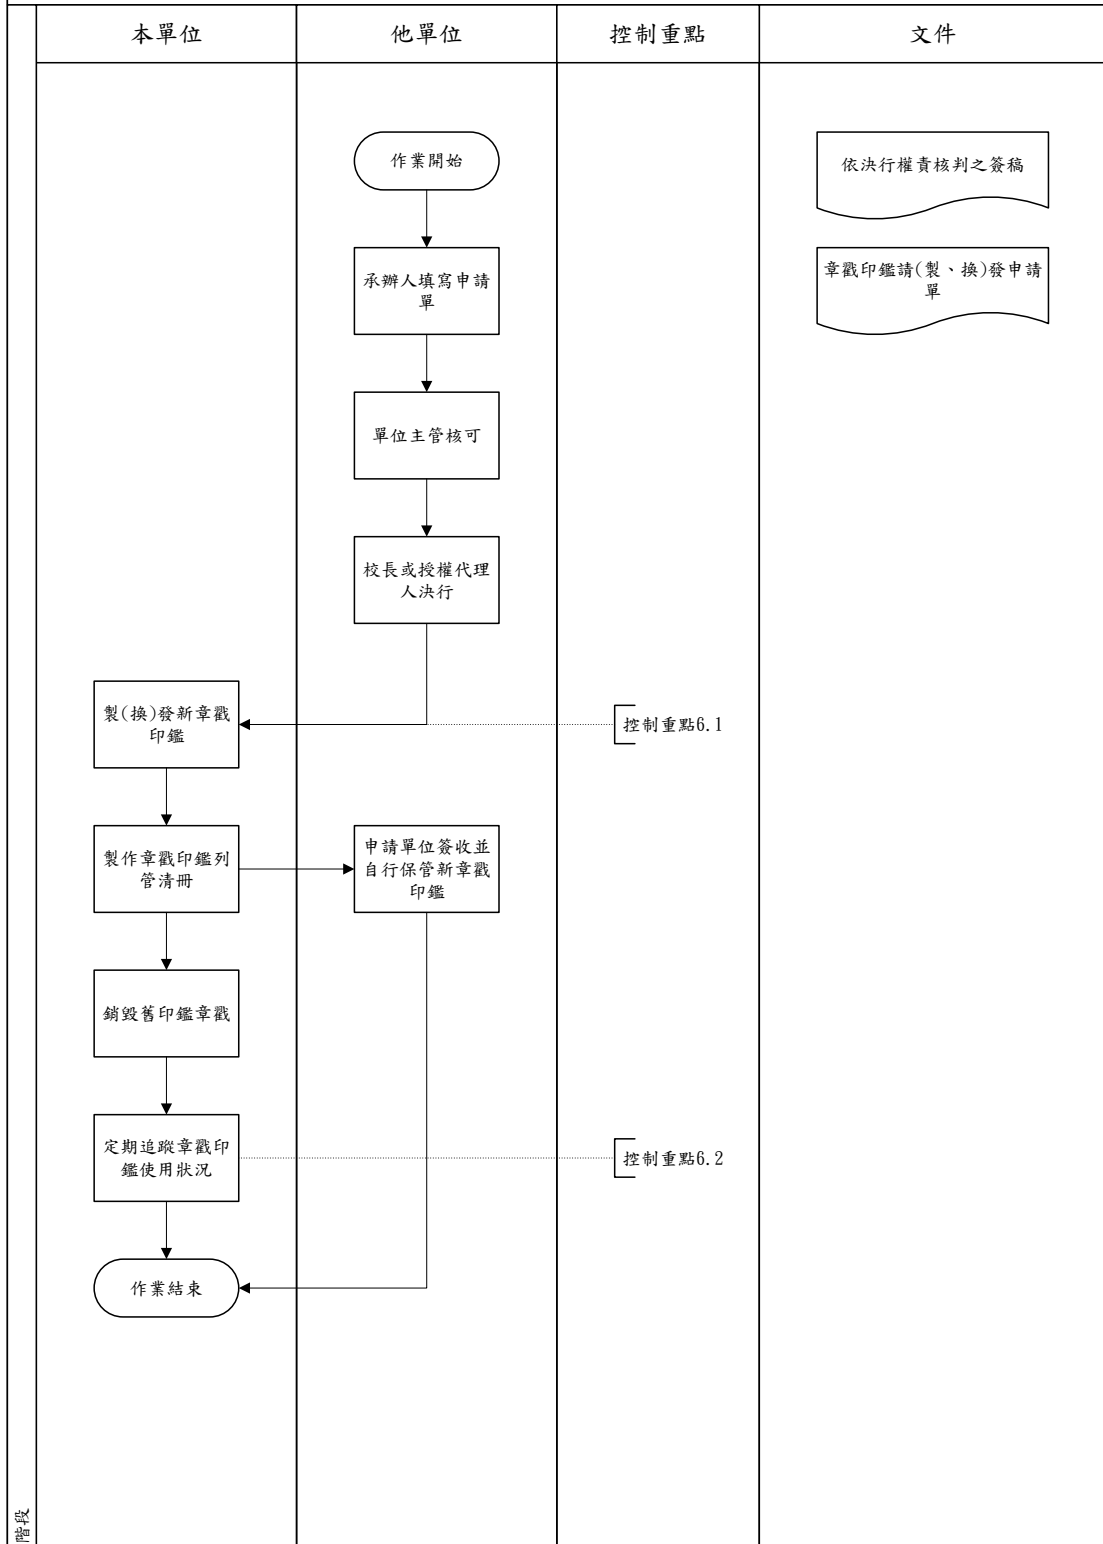 本單位
他單位
控制重點
文件
作業開始
依決行權責核判之簽稿
承辦人填寫申請
單
章戳印鑑請(製、換)發申請
單
單位主管核可
校長或授權代理
人決行
製(換)發新章戳
印鑑
控制重點6.1
製作章戳印鑑列
管清冊
申請單位簽收並
自行保管新章戳
印鑑
銷毀舊印鑑章戳
定期追蹤章戳印
鑑使用狀況
控制重點6.2
作業結束
階段